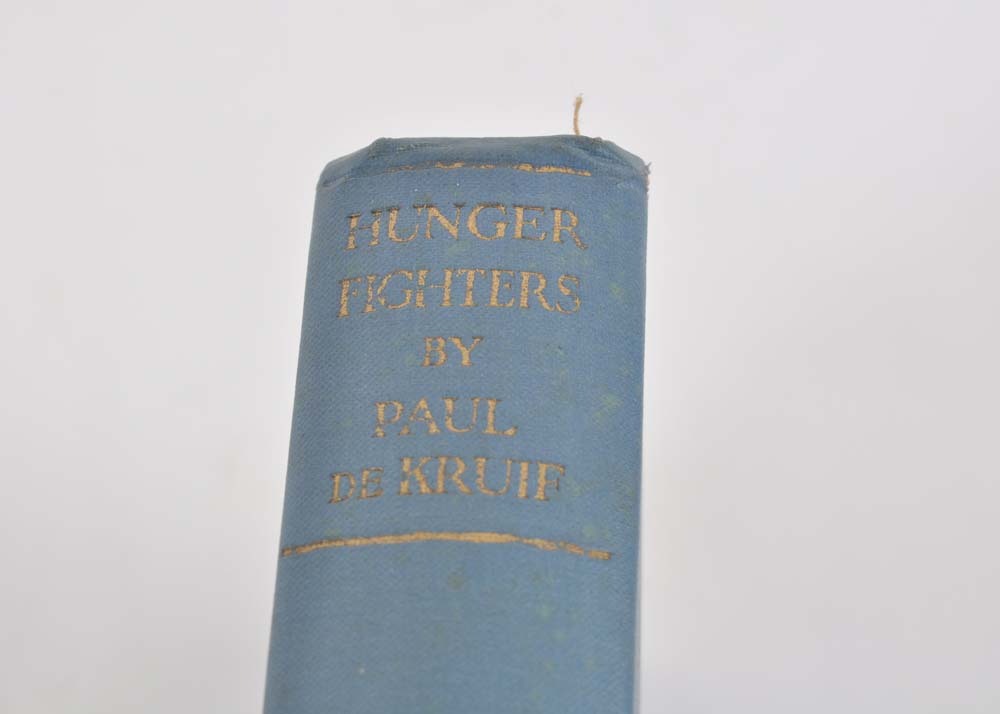 HUNGER
FIGHTERS
BY
PAUL
DE KRUIF